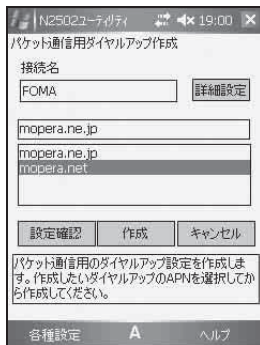 N2502ユーティリティ 19:00
パケット通信用ダイヤルアップ作成
接続名
FOMA 詳細設定
mopera.ne.jp
mopera.ne.jp
mopera.net
設定確認 作成 キャンセル
パケット通信用のダイヤルアップ設定を作成しま
す。作成したいダイヤルアップのAPNを選択してか
ら作成してください。
各種設定 A ヘルプ